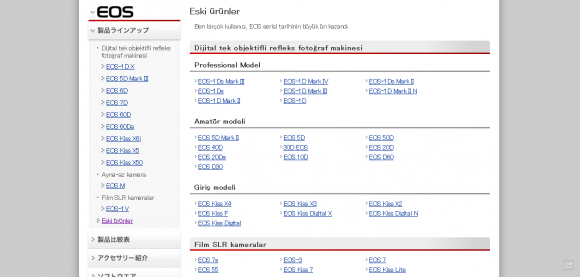 EOS
製品ラインアップ
Dijital tek objektifli refleks
fotoğraf makinesi
EOS-1D X
EOS 5D Mark III
EOS 6D
EOS 7D
EOS 60D
EOS 60Da
EOS Kiss X6i
EOS Kiss X5
EOS Kiss X50
Ayna-sız kamera
EOS M
Film SLR kameralar
EOS-1V
Eski ürünler
製品比較表
アクセサリー紹介
ソフトウエア
Eski ürünler
Ben birçok kullanıcı, EOS serisi tarihinin büyük ün kazandı.
Dijital tek objektifli refleks fotoğraf makinesi
Professional Model
EOS-1Ds Mark III EOS-1D Mark IV EOS-1Ds Mark II
EOS-1Ds EOS-1D Mark III EOS-1D Mark II N
EOS-1D Mark II EOS-1D
Amatör modeli
EOS 5D Mark II EOS 5D EOS 50D
EOS 40D 30D EOS EOS 20D
EOS 20Da EOS 10D EOS D60
EOS D30
Giriş modeli
EOS Kiss X4 EOS Kiss X3 EOS Kiss X2
EOS Kiss F EOS Kiss Digital X EOS Kiss Digital N
EOS Kiss Digital
Film SLR kameralar
EOS 7s EOS-3 EOS 7
EOS 55 EOS Kiss 7 EOS Kiss Lite